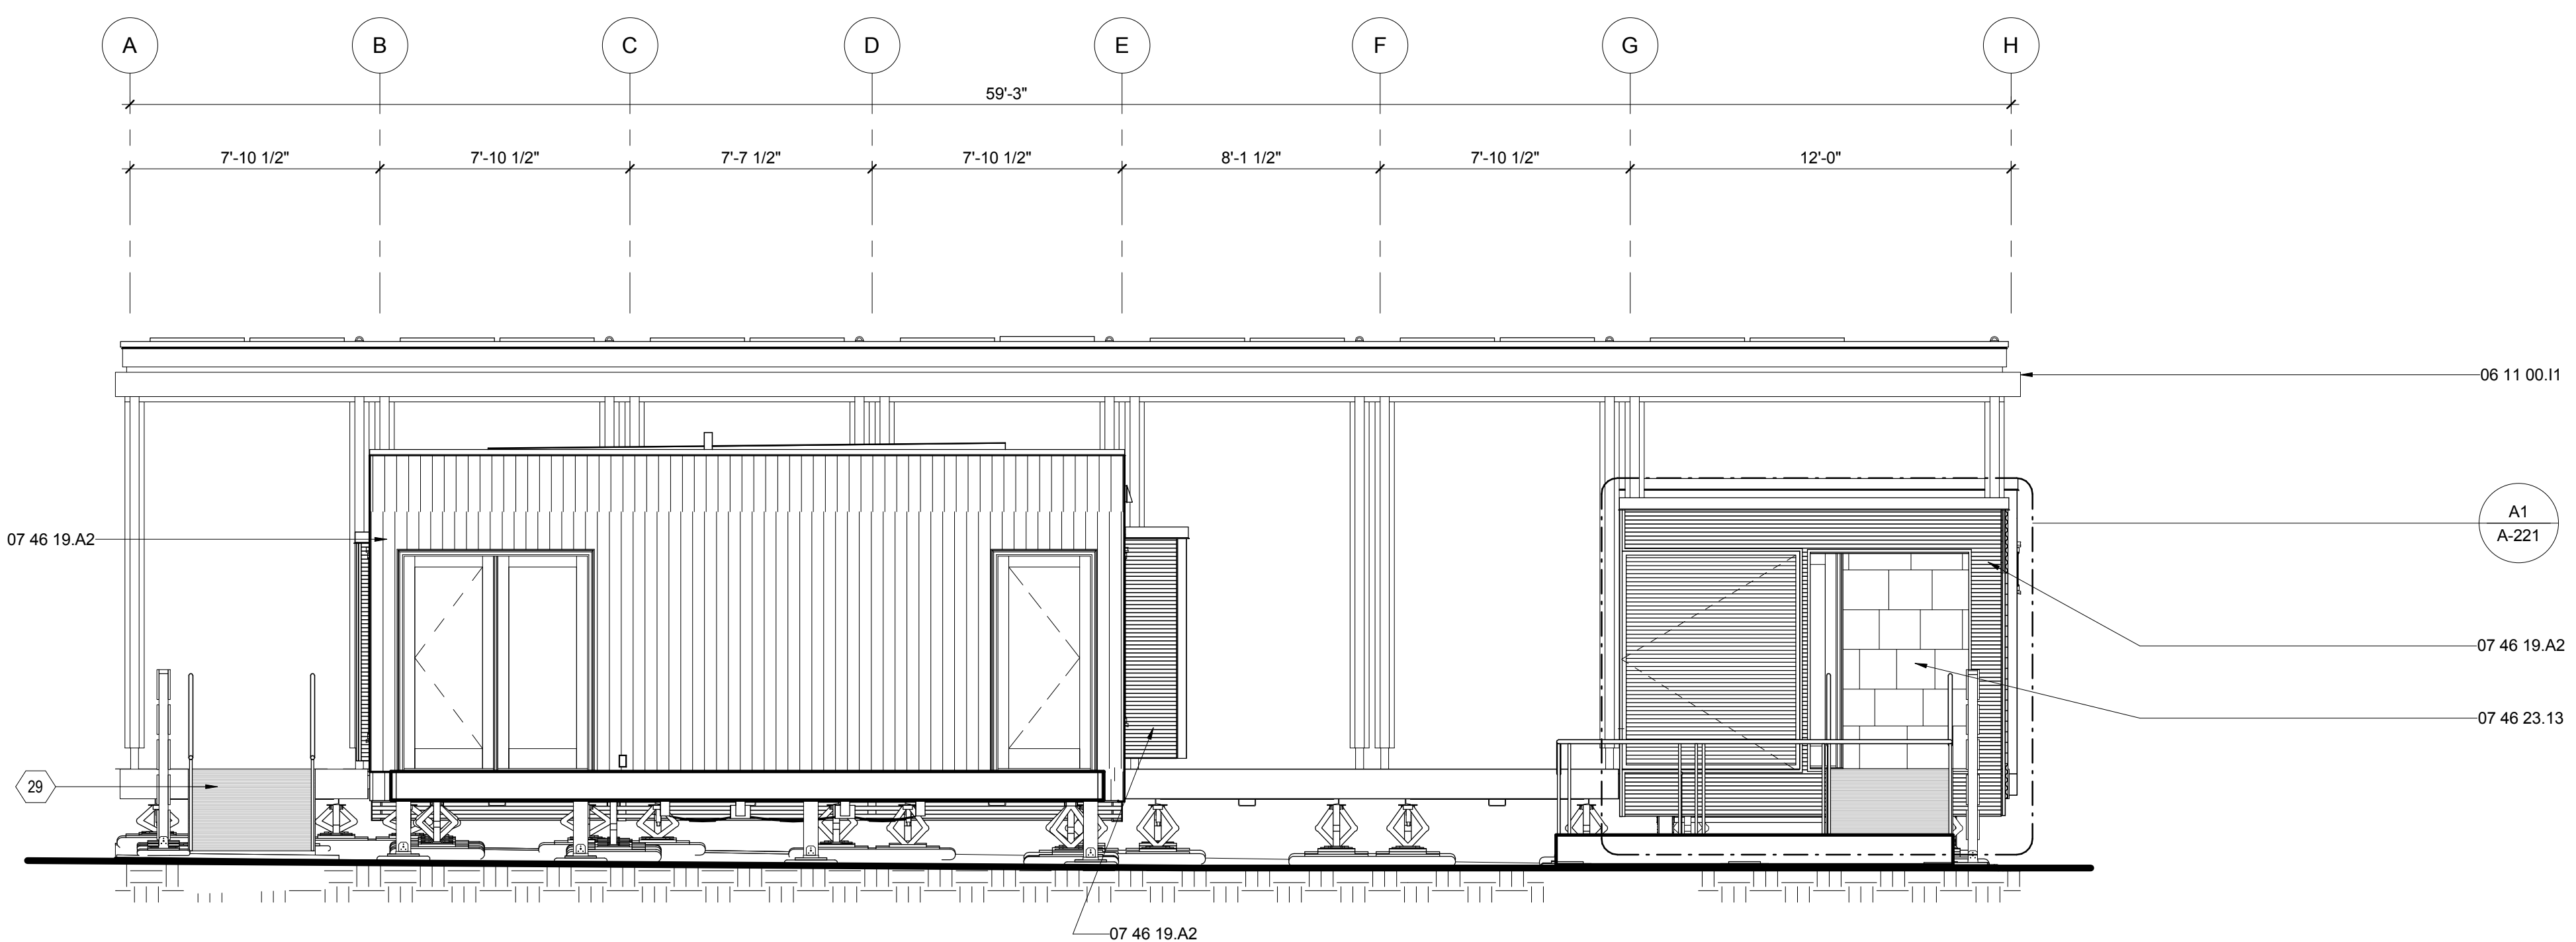 A B C D E F G H
59'-3"
7'-10 1/2" 7'-10 1/2" 7'-7 1/2" 7'-10 1/2" 8'-1 1/2" 7'-10 1/2" 12'-0"
06 11 00.I1
A1
A-221
07 46 19.A2
07 46 19.A2
07 46 23.13
29
07 46 19.A2